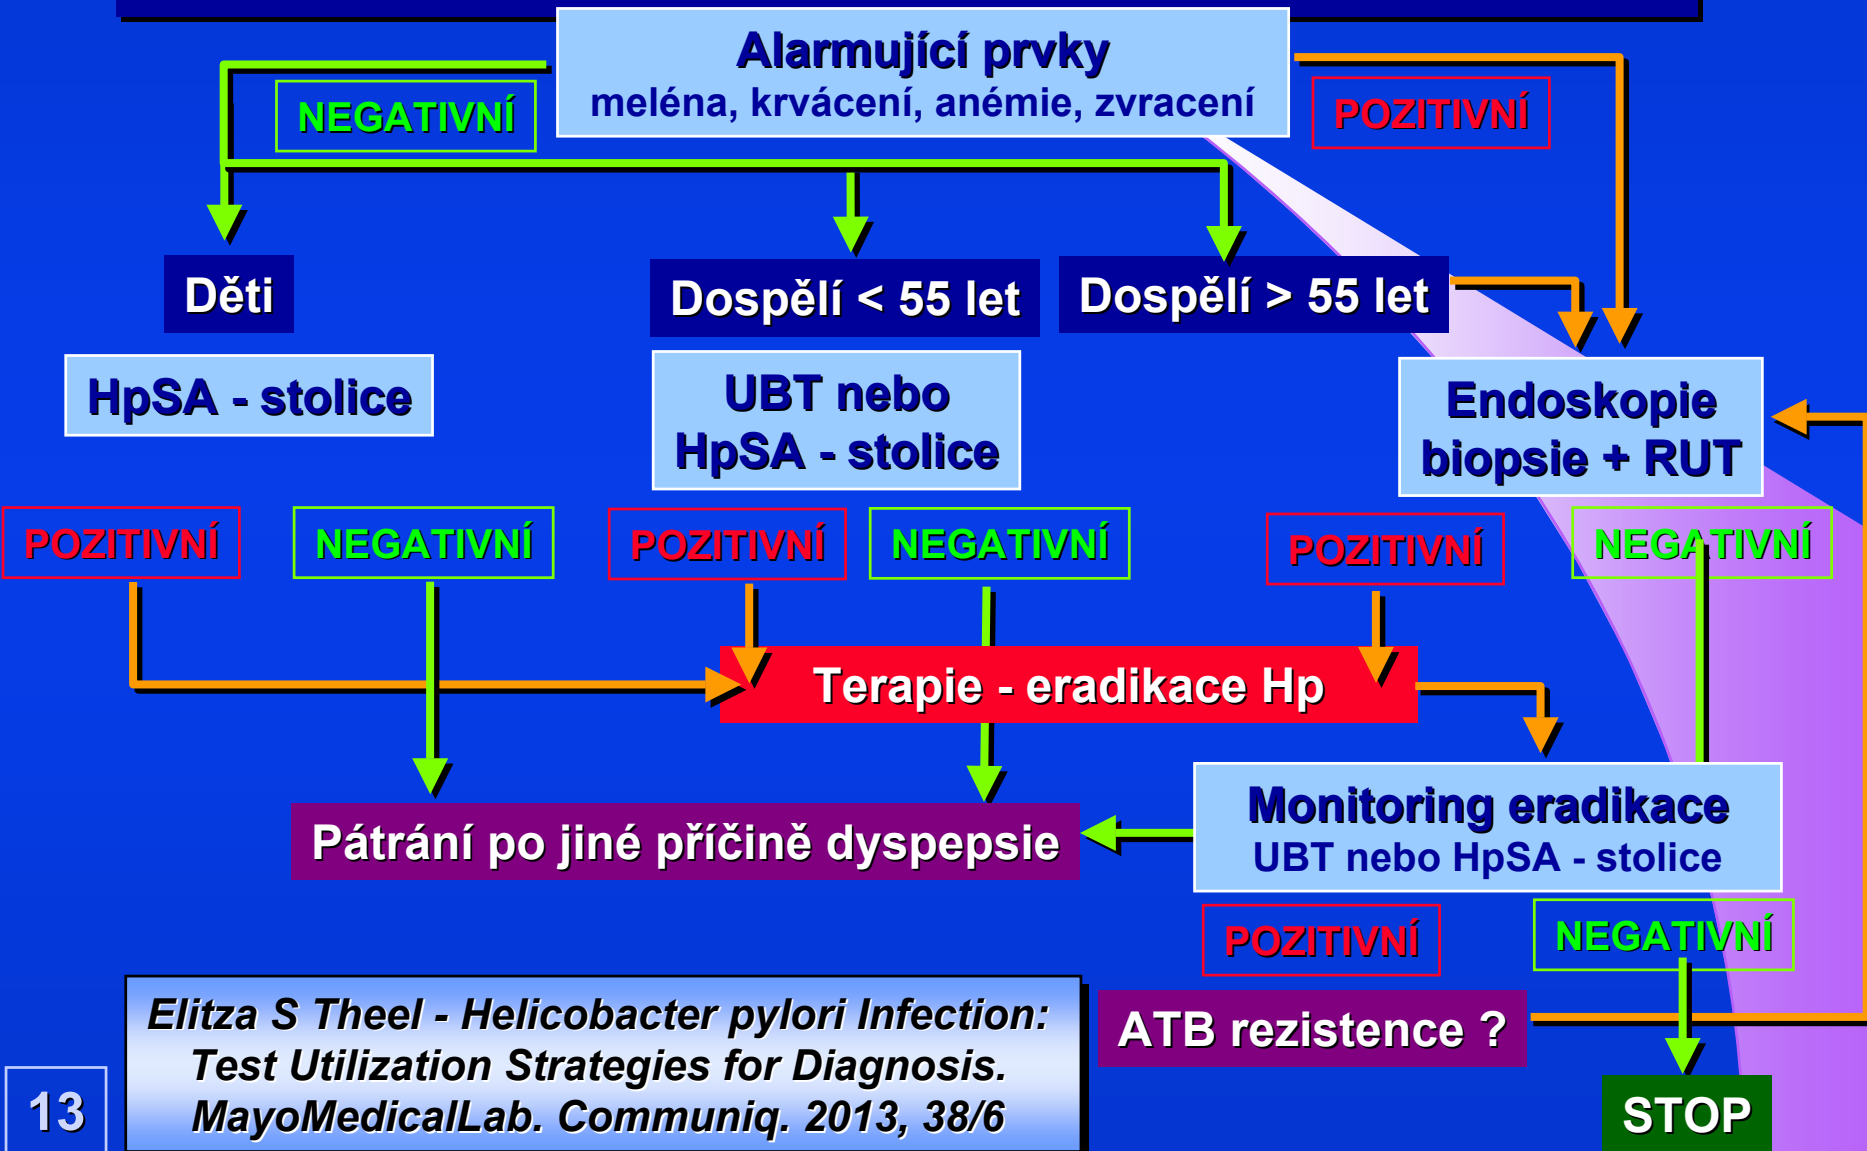 Alarmující prvky
meléna, krvácení, anémie, zvracení
NEGATIVNÍ
POZITIVNÍ
Děti
Dospělí < 55 let
Dospělí > 55 let
HpSA - stolice
UBT nebo
HpSA - stolice
Endoskopie
biopsie + RUT
POZITIVNÍ
NEGATIVNÍ
POZITIVNÍ
NEGATIVNÍ
POZITIVNÍ
NEGATIVNÍ
Terapie - eradikace Hp
Pátrání po jiné příčině dyspepsie
Monitoring eradikace
UBT nebo HpSA - stolice
POZITIVNÍ
NEGATIVNÍ
ATB rezistence ?
STOP
Elitza S Theel - Helicobacter pylori Infection:
Test Utilization Strategies for Diagnosis.
MayoMedicalLab. Communiq. 2013, 38/6
13